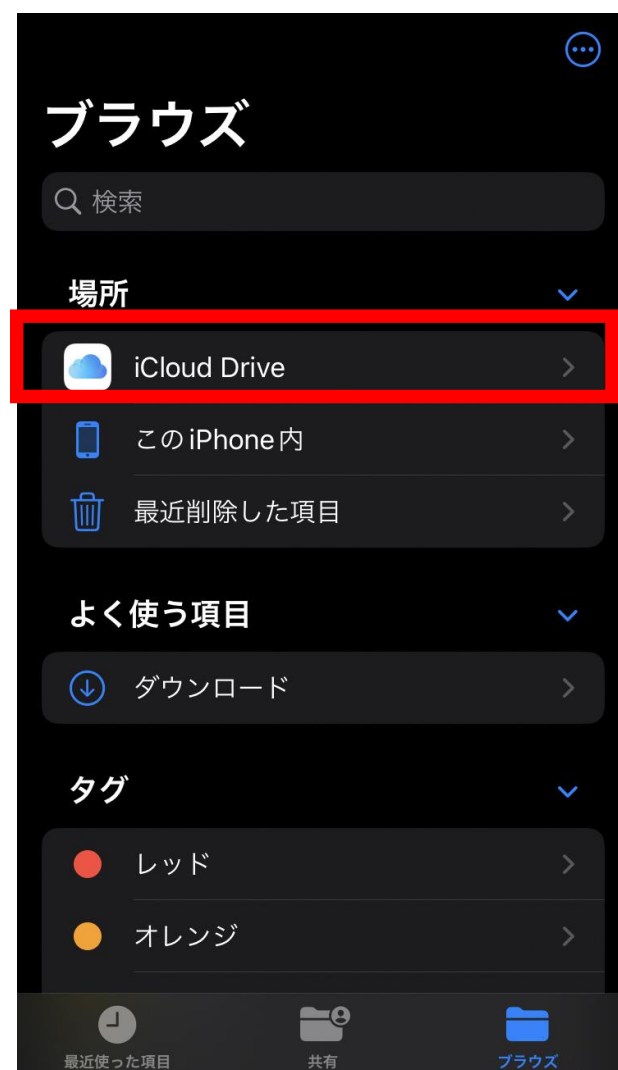 ブラウズ
検索
場所
iCloud Drive
このiPhone内
最近削除した項目
よく使う項目
ダウンロード
タグ
レッド
オレンジ
最近使った項目
共有
ブラウズ